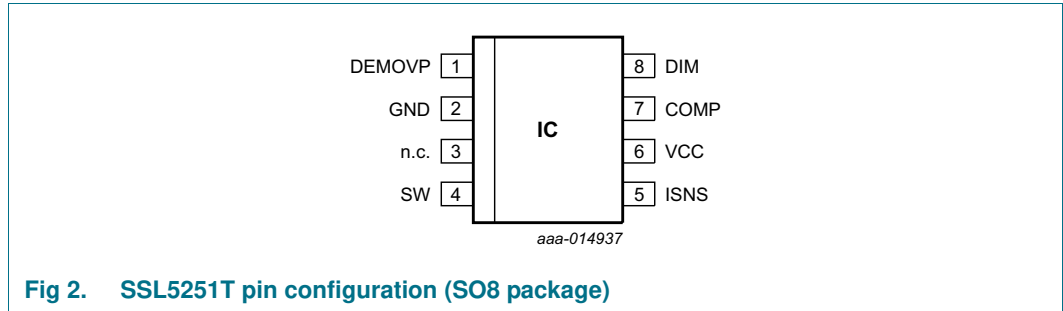 DEMOVP 1 8 DIM
GND 2 7 COMP
IC
n.c. 3 6 VCC
SW 4 5 ISNS
aaa-014937
Fig 2. SSL5251T pin configuration (SO8 package)